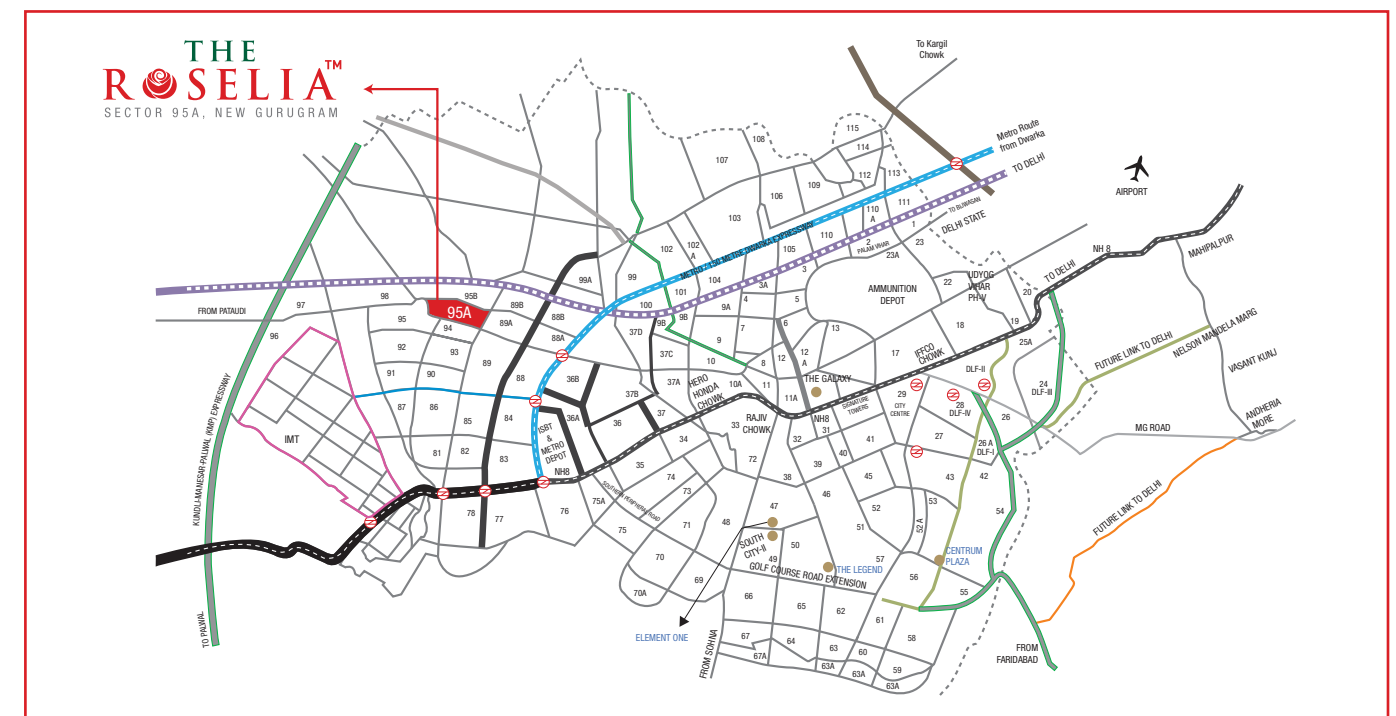 THE
ROSELIA™
SECTOR 95A, NEW GURUGRAM
To Kargil
Chowk
Metro Route
from Dwarka
TO DELHI
AIRPORT
115
114
108
107
112
113
109
106
111
110
A
TO BIJWASAN
DELHI STATE
103
110
1
2
PALAM VIHAR
23
23A
METRO / 150 METRE DWARKA EXPRESSWAY
102
102
A
105
104
3
3A
99
99A
101
100
AMMUNITION
DEPOT
22
UDYOG
VIHAR
PH-V
20
TO DELHI
NH 8
MAHIPALPUR
FROM PATAUDI
97
98
95B
95A
89B
88B
89A
88A
95
94
96
92
93
91
90
89
88
87
86
85
81
82
83
IMT
KUNDLI-MANESAR-PALWAL (KMP) EXPRESSWAY
TO PALWAL
9A
4
5
9B
9B
7
6
13
9
37D
37C
10
8
12
12
A
17
18
19
IFFCO
CHOWK
25A
24
DLF-III
FUTURE LINK TO DELHI
NELSON MANDELA MARG
VASANT KUNJ
ANDHERIA
MORE
MG ROAD
FUTURE LINK TO DELHI
36B
37B
37A
HERO
HONDA
CHOWK
10A
11
11A
THE GALAXY
DLF-II
36A
36
37
ISBT
&
METRO
DEPOT
NH8
33
RAJIV
CHOWK
NH8
31
SIGNATURE
TOWERS
29
CITY
CENTRE
28
DLF-IV
26
26 A
DLF-I
27
32
34
35
72
39
40
41
38
74
73
SOUTHERN PERIPHERAL ROAD
75A
78
77
76
75
71
70
70A
69
48
47
46
45
43
42
52
53
52 A
51
54
SOUTH
CITY-II
49
50
57
56
55
CENTRUM
PLAZA
THE LEGEND
GOLF COURSE ROAD EXTENSION
ELEMENT ONE
66
65
62
61
58
67
67A
64
63
60
59
63A
63A
63A
FROM SOHNA
FROM
FARIDABAD